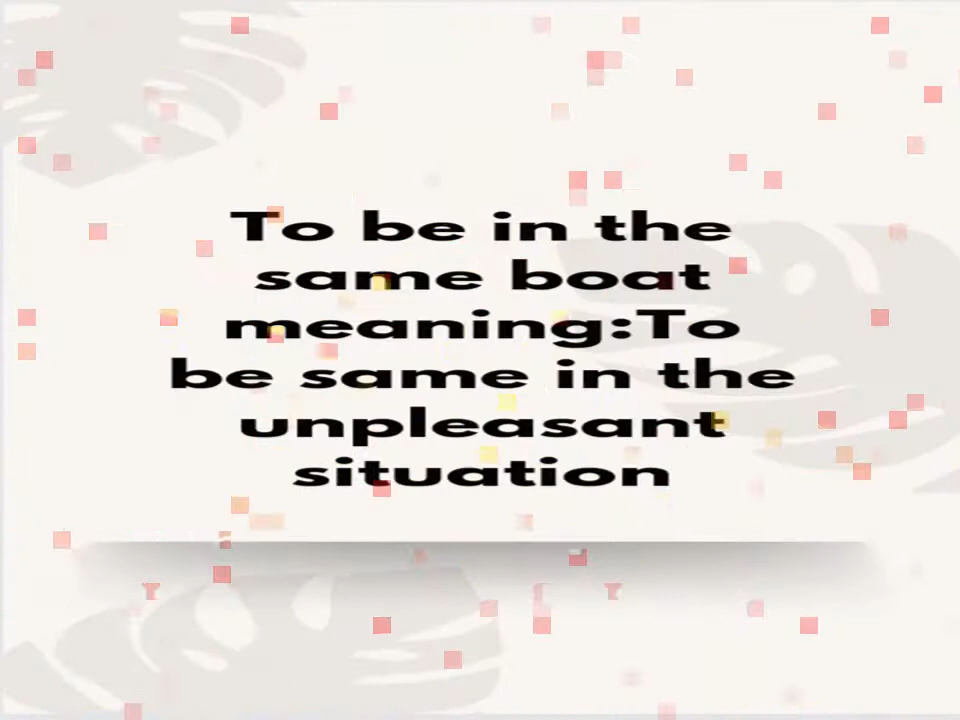 To be in the
same boat
meaning:To
be same in the
unpleasant
situation